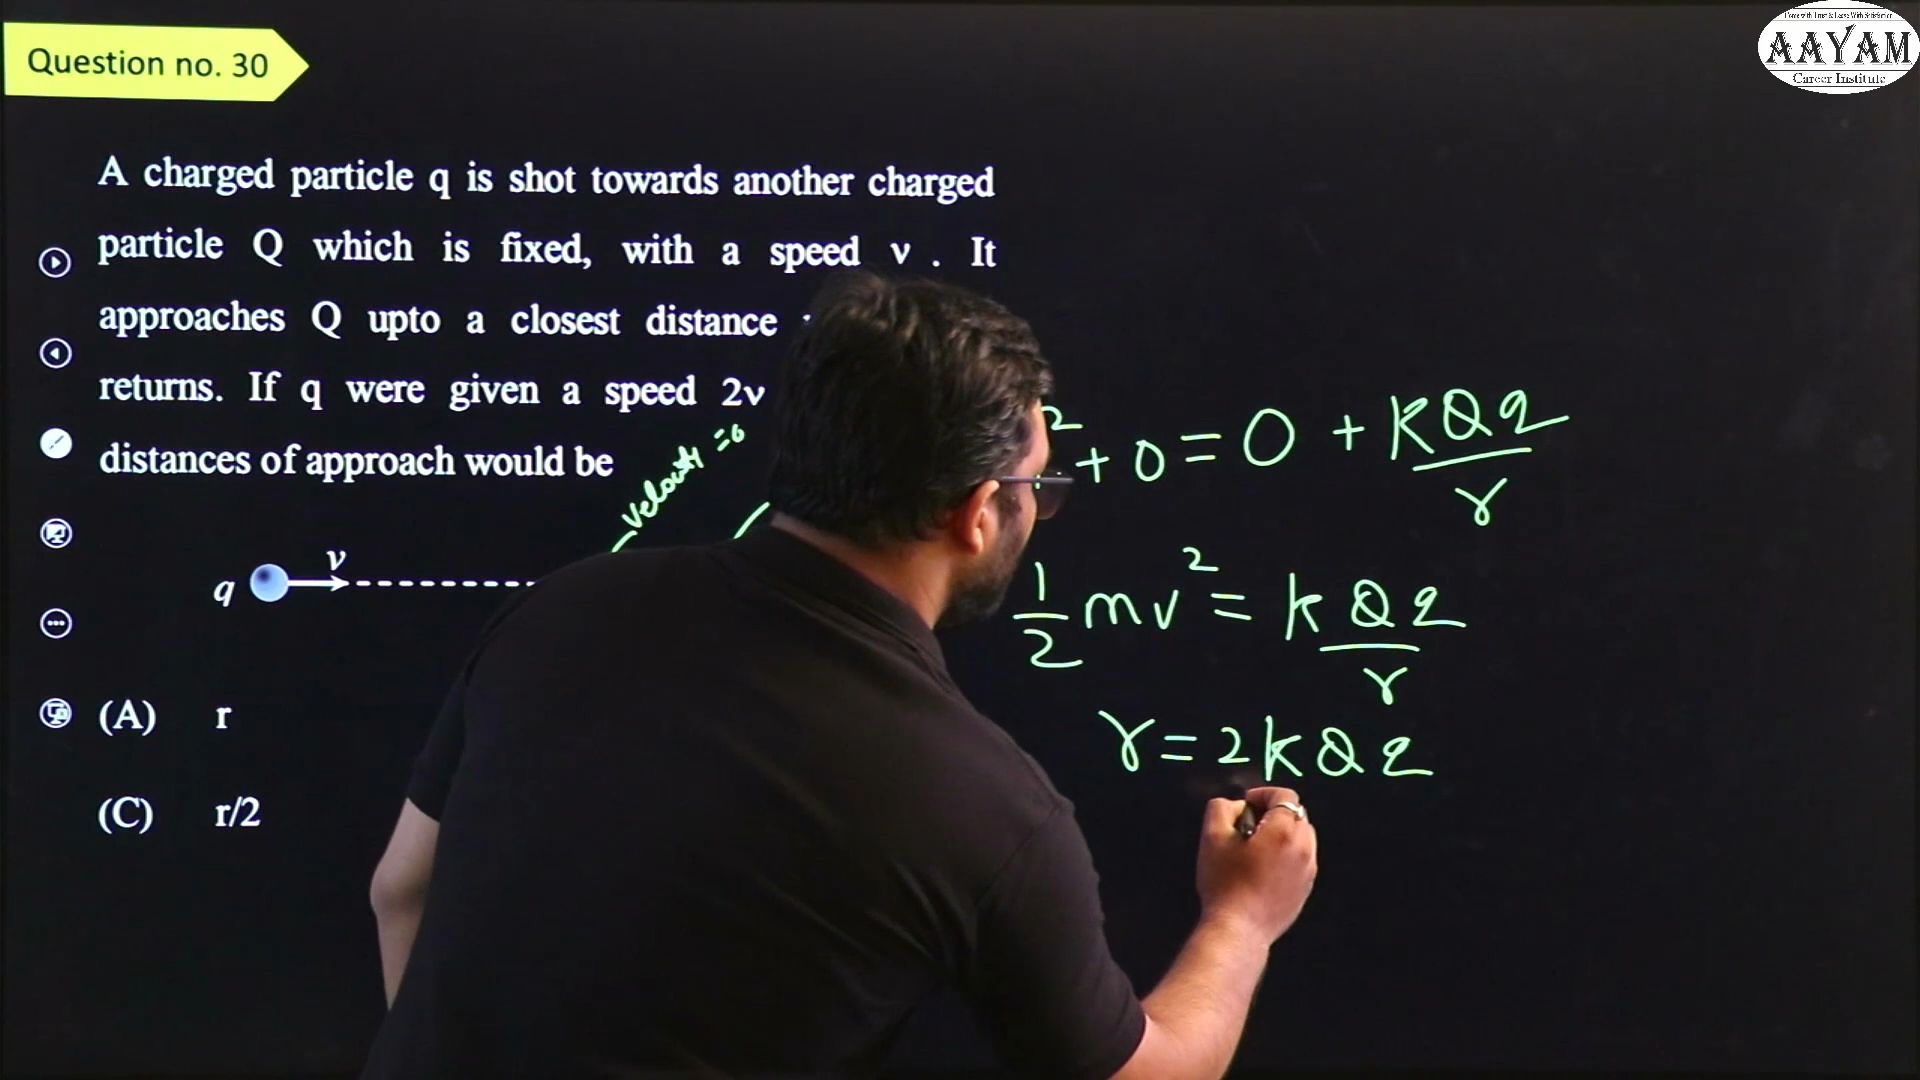 Question no. 30
AAYAM
Career Institute
A charged particle q is shot towards another charged
particle Q which is fixed, with a speed v . It
approaches Q upto a closest distance
returns. If q were given a speed 2v
distances of approach would be
velocity = 0
q
v
(A) r
(C) r/2
2 + 0 = 0 + KQq/r
1/2 mv² = kQq/r
r = 2kQq